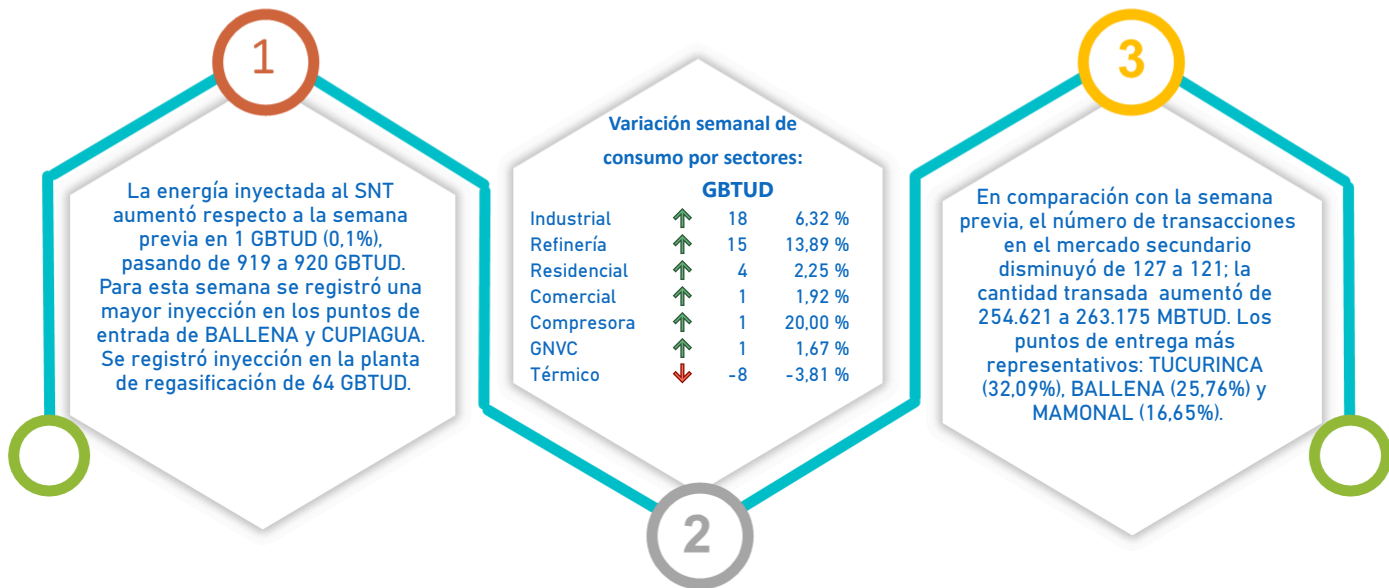 1
La energía inyectada al SNT
aumentó respecto a la semana
previa en 1 GBTUD (0,1%),
pasando de 919 a 920 GBTUD.
Para esta semana se registró una
mayor inyección en los puntos de
entrada de BALLENA y CUPIAGUA.
Se registró inyección en la planta
de regasificación de 64 GBTUD.
Variación semanal de
consumo por sectores:
GBTUD
Industrial 18 6,32 %
Refinería 15 13,89 %
Residencial 4 2,25 %
Comercial 1 1,92 %
Compresora 1 20,00 %
GNVC 1 1,67 %
Térmico -8 -3,81 %
2
3
En comparación con la semana
previa, el número de transacciones
en el mercado secundario
disminuyó de 127 a 121; la
cantidad transada aumentó de
254.621 a 263.175 MBTUD. Los
puntos de entrega más
representativos: TUCURINCA
(32,09%), BALLENA (25,76%) y
MAMONAL (16,65%).